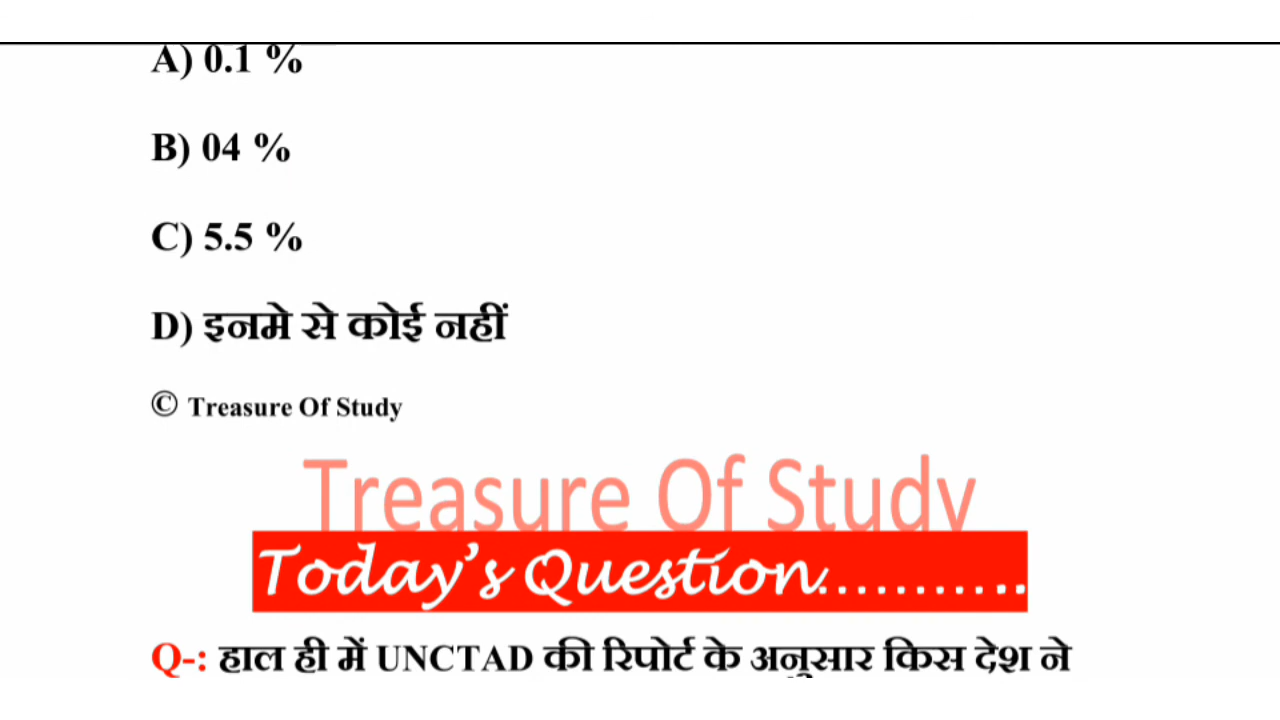 A) 0.1 %
B) 04 %
C) 5.5 %
D) इनमे से कोई नहीं
© Treasure Of Study
Treasure Of Study
Today's Question..........
Q-: हाल ही में UNCTAD की रिपोर्ट के अनुसार किस देश ने